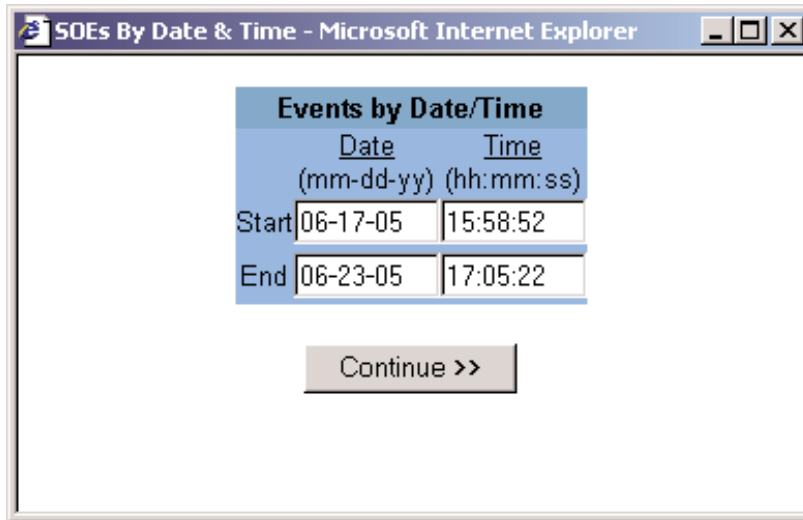 SOEs By Date & Time - Microsoft Internet Explorer
Events by Date/Time
Date Time
(mm-dd-yy) (hh:mm:ss)
Start 06-17-05 15:58:52
End 06-23-05 17:05:22
Continue >>